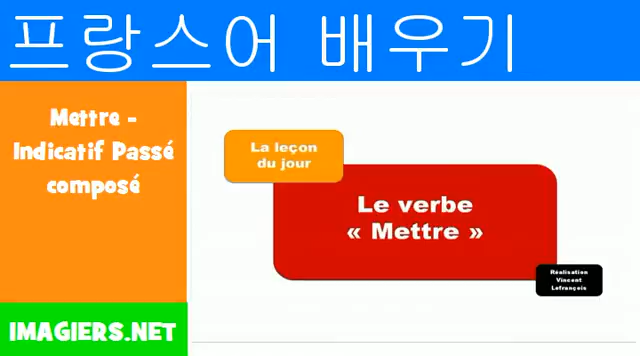 프랑스어 배우기
Mettre -
Indicatif Passé
composé
La leçon
du jour
Le verbe
« Mettre »
Réalisation
Vincent
Lefrançois
IMAGIERS.NET